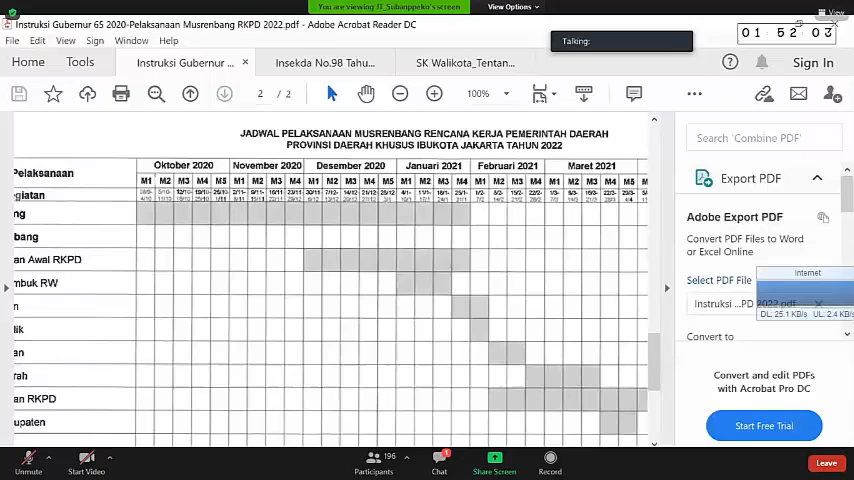 You are viewing JT_Subanppeko's screen
View Options
View
Instruksi Gubernur 65 2020-Pelaksanaan Musrenbang RKPD 2022.pdf - Adobe Acrobat Reader DC
File Edit View Sign Window Help
Talking:
01 52 03
Home Tools
Instruksi Gubernur ... ×
Insekda No.98 Tahu...
SK Walikota_Tentan...
Sign In
2 / 2
100%
JADWAL PELAKSANAAN MUSRENBANG RENCANA KERJA PEMERINTAH DAERAH
PROVINSI DAERAH KHUSUS IBUKOTA JAKARTA TAHUN 2022
Pelaksanaan
Oktober 2020 November 2020 Desember 2020 Januari 2021 Februari 2021 Maret 2021
M1 M2 M3 M4 M1 M2 M3 M4 M1 M2 M3 M4 M5 M1 M2 M3 M4 M1 M2 M3 M4 M1 M2 M3 M4 M5 M
egiatan
ng
bang
an Awal RKPD
mbuk RW
n
lik
an
rah
an RKPD
upaten
Search 'Combine PDF'
Export PDF
Adobe Export PDF
Convert PDF Files to Word
or Excel Online
Select PDF File
Internet
Instruksi ...PD 2022.pdf
DL: 25.1 KB/s UL: 2.4 KB/s
Convert to
Convert and edit PDFs
with Acrobat Pro DC
Start Free Trial
Unmute
Start Video
196
Participants
1
Chat
Share Screen
Record
Leave